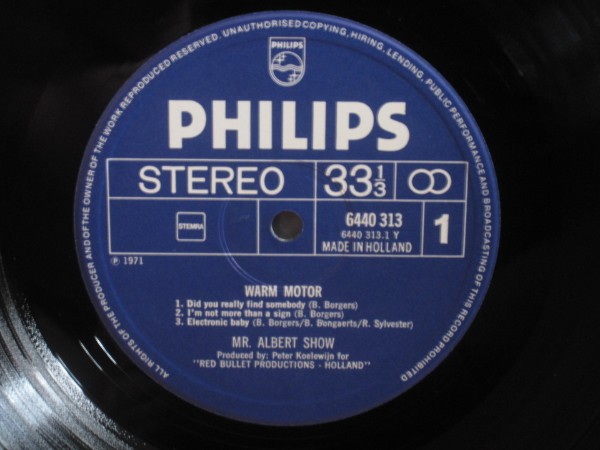 ALL RIGHTS OF THE PRODUCER AND OF THE OWNER OF THE WORK REPRODUCED RESERVED. UNAUTHORISED COPYING, HIRING, LENDING, PUBLIC PERFORMANCE AND BROADCASTING OF THIS RECORD PROHIBITED
PHILIPS
PHILIPS
STEREO 33 1/3
STEMRA
6440 313
6440 313.1 Y
MADE IN HOLLAND
1
℗ 1971
WARM MOTOR
1. Did you really find somebody (B. Borgers)
2. I'm not more than a sign (B. Borgers)
3. Electronic baby (B. Borgers/B. Bongaerts/R. Sylvester)
MR. ALBERT SHOW
Produced by: Peter Koelewijn for
"RED BULLET PRODUCTIONS - HOLLAND"